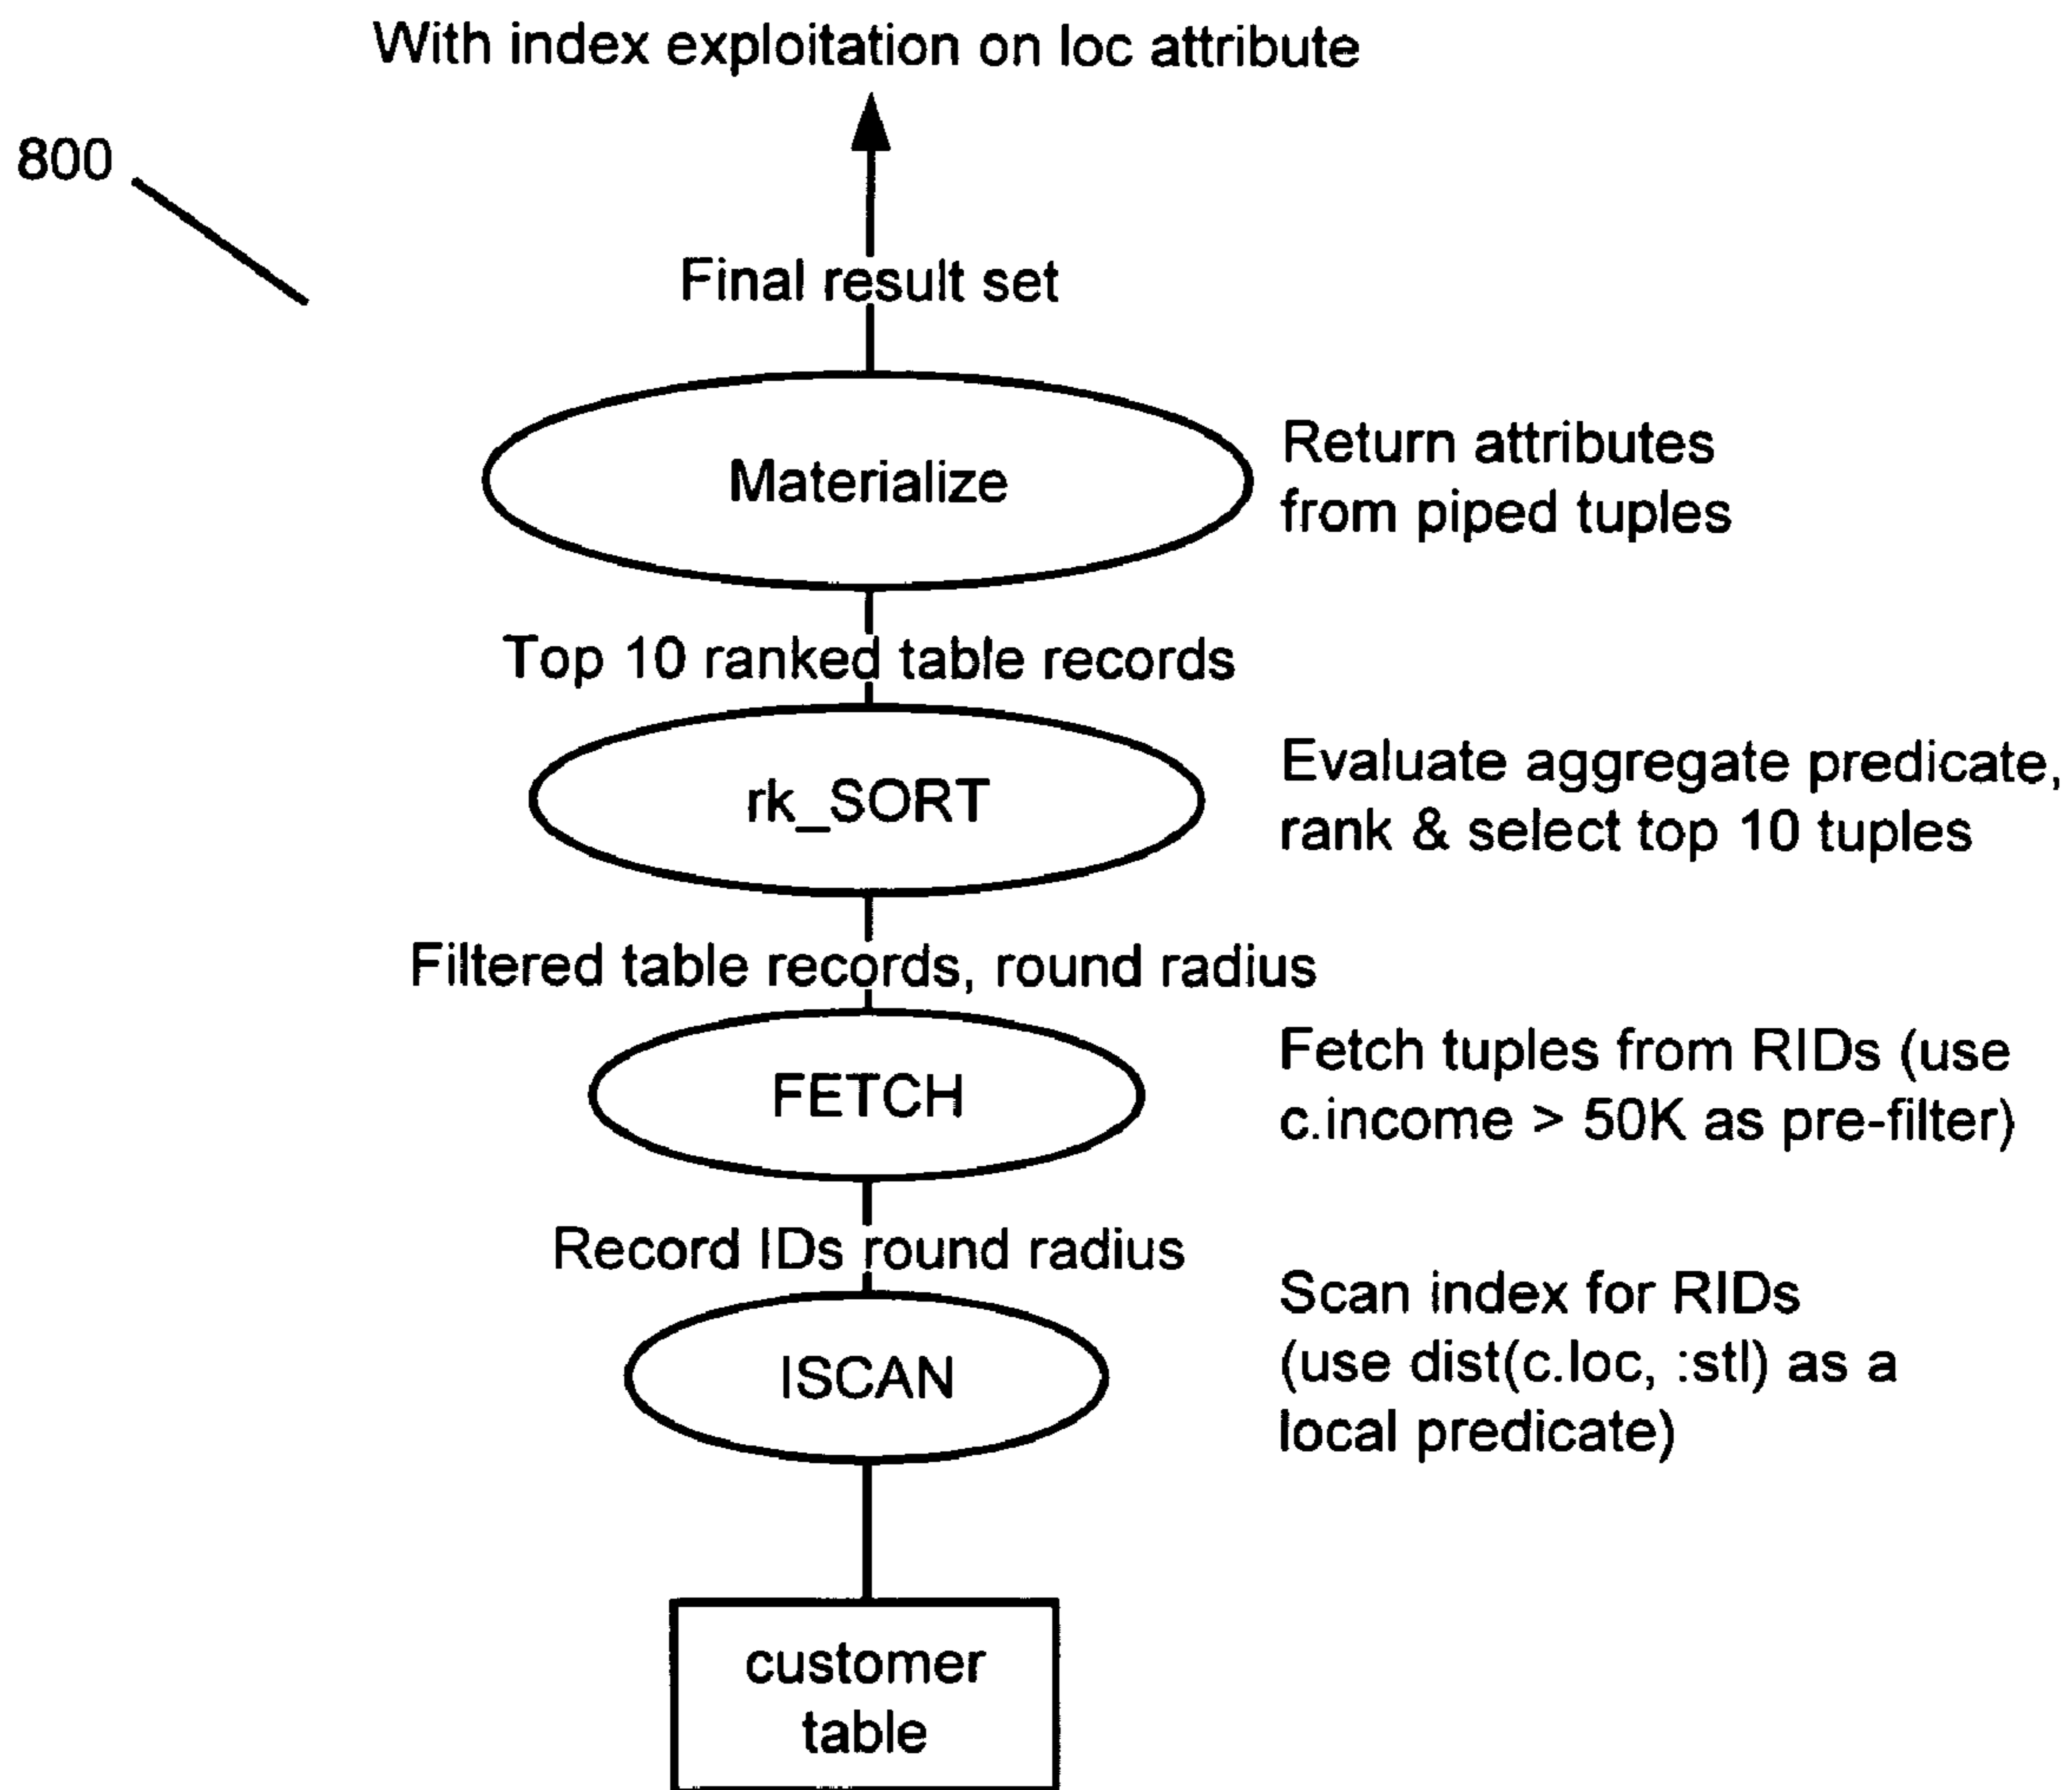 With index exploitation on loc attribute
800
Final result set
Materialize
Return attributes
from piped tuples
Top 10 ranked table records
rk_SORT
Evaluate aggregate predicate,
rank & select top 10 tuples
Filtered table records, round radius
FETCH
Fetch tuples from RIDs (use
c.income > 50K as pre-filter)
Record IDs round radius
ISCAN
Scan index for RIDs
(use dist(c.loc, :stl) as a
local predicate)
customer
table